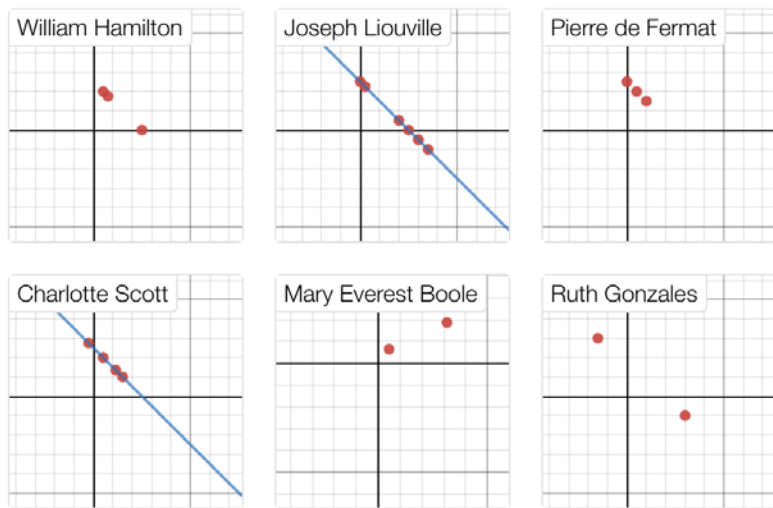 William Hamilton
Joseph Liouville
Pierre de Fermat
Charlotte Scott
Mary Everest Boole
Ruth Gonzales